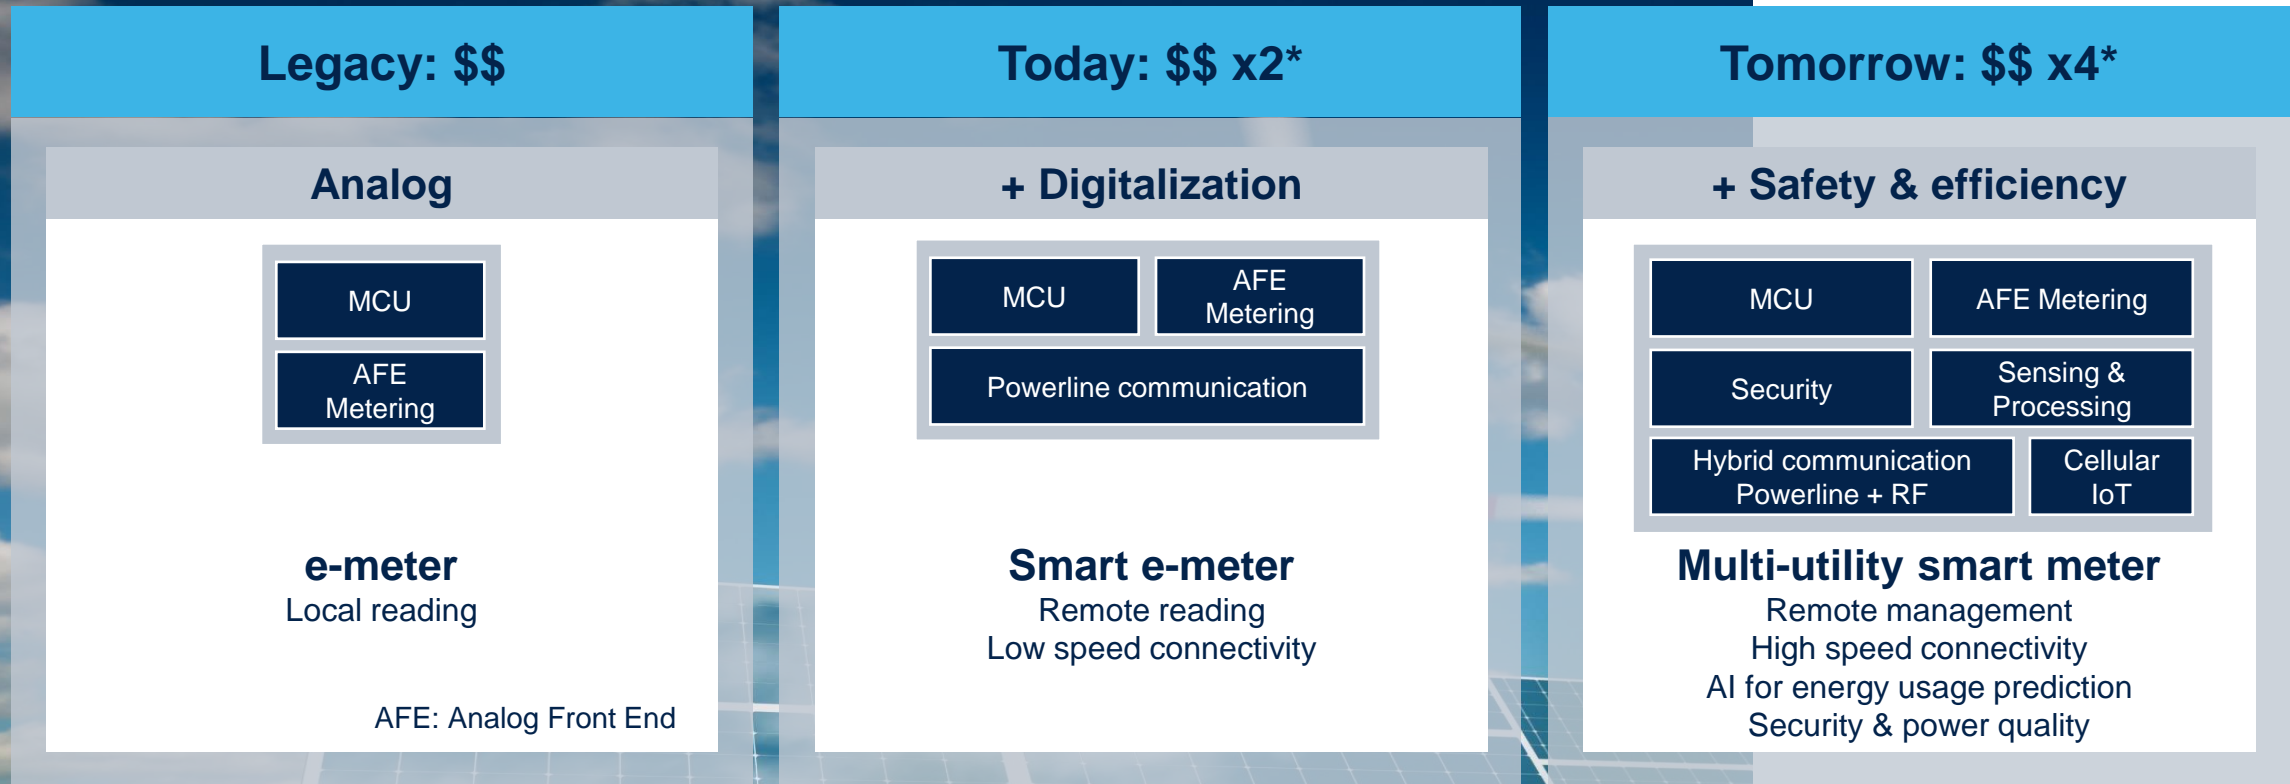 Legacy: $$
Analog
MCU
AFE
Metering
e-meter
Local reading
AFE: Analog Front End
Today: $$ x2*
+ Digitalization
MCU
AFE
Metering
Powerline communication
Smart e-meter
Remote reading
Low speed connectivity
Tomorrow: $$ x4*
+ Safety & efficiency
MCU
AFE Metering
Security
Sensing &
Processing
Hybrid communication
Powerline + RF
Cellular
IoT
Multi-utility smart meter
Remote management
High speed connectivity
AI for energy usage prediction
Security & power quality